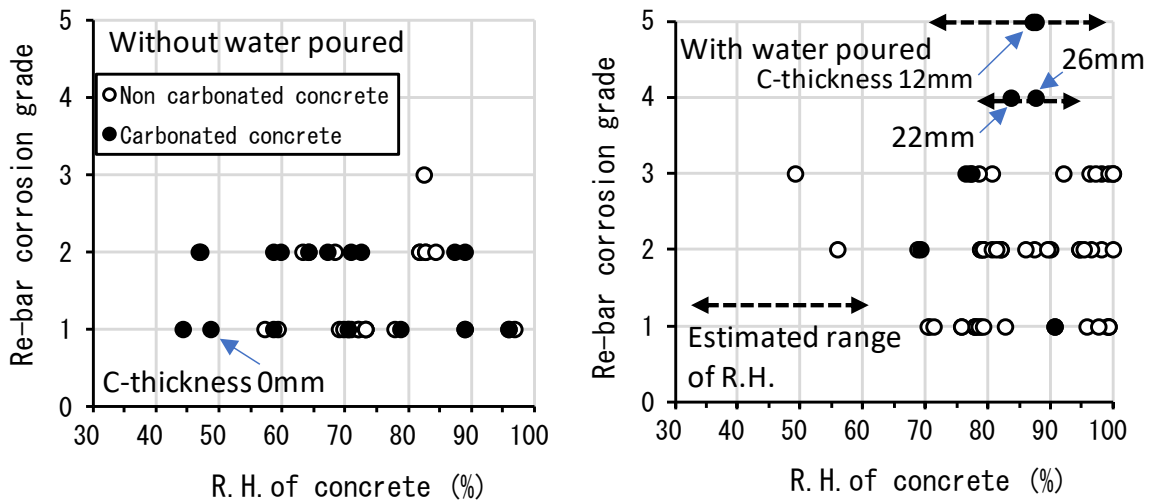 Re-bar corrosion grade
5
4
3
2
1
0
Without water poured
Non carbonated concrete
Carbonated concrete
C-thickness 0mm
30 40 50 60 70 80 90 100
R.H.of concrete (%)
Re-bar corrosion grade
5
4
3
2
1
0
With water poured
C-thickness 12mm
26mm
22mm
Estimated range
of R.H.
30 40 50 60 70 80 90 100
R.H.of concrete (%)